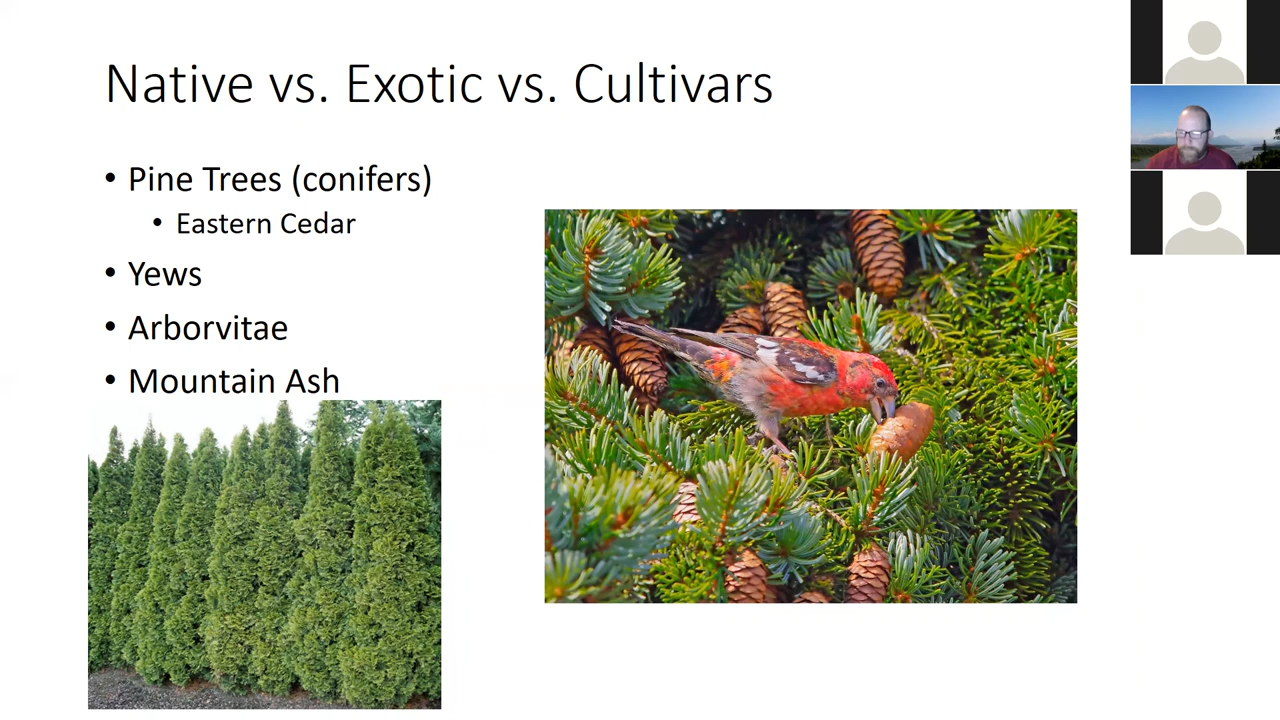 Native vs. Exotic vs. Cultivars
• Pine Trees (conifers)
• Eastern Cedar
• Yews
• Arborvitae
• Mountain Ash